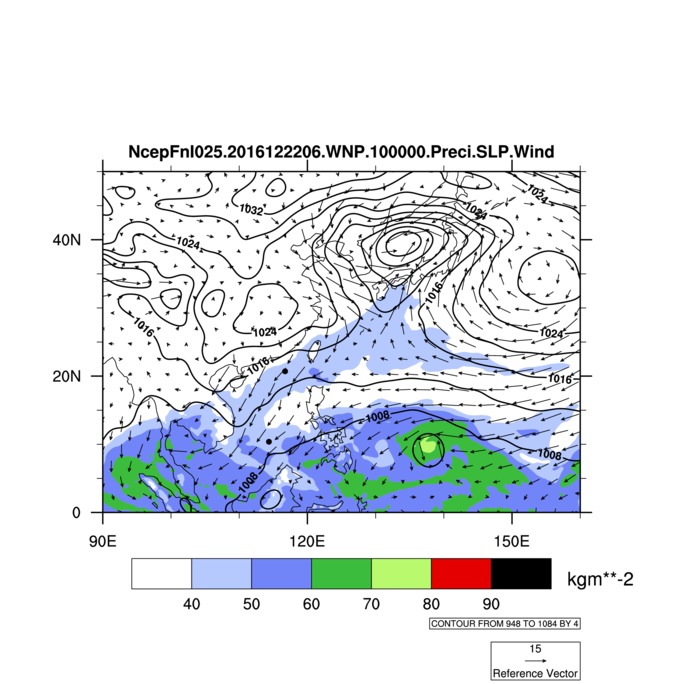 NcepFnl025.2016122206.WNP.100000.Preci.SLP.Wind
1032
1024
1024
1024
40N
1016
1016
1024
1024
1016
20N
1016
1008
1008
1008
0
90E 120E 150E
40 50 60 70 80 90
kgm**-2
CONTOUR FROM 948 TO 1084 BY 4
15
Reference Vector